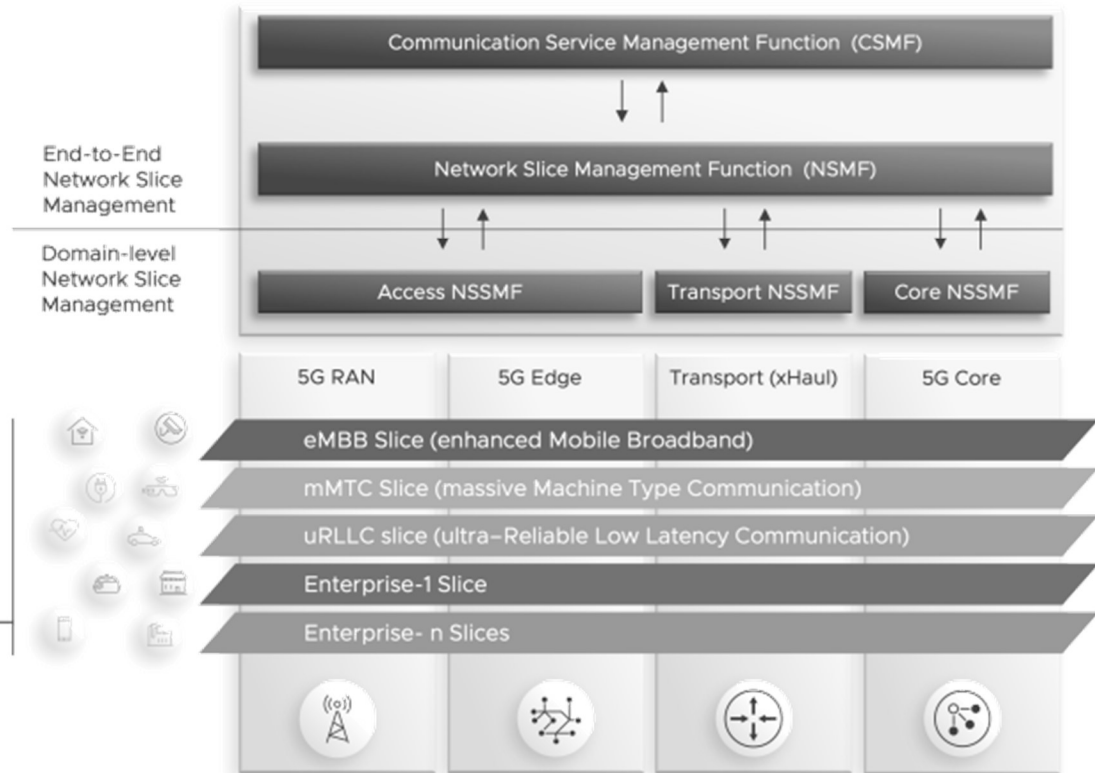 Communication Service Management Function (CSMF)
End-to-End
Network Slice
Management
Network Slice Management Function (NSMF)
Domain-level
Network Slice
Management
Access NSSMF
Transport NSSMF
Core NSSMF
5G RAN
5G Edge
Transport (xHaul)
5G Core
eMBB Slice (enhanced Mobile Broadband)
mMTC Slice (massive Machine Type Communication)
uRLLC slice (ultra–Reliable Low Latency Communication)
Enterprise-1 Slice
Enterprise- n Slices